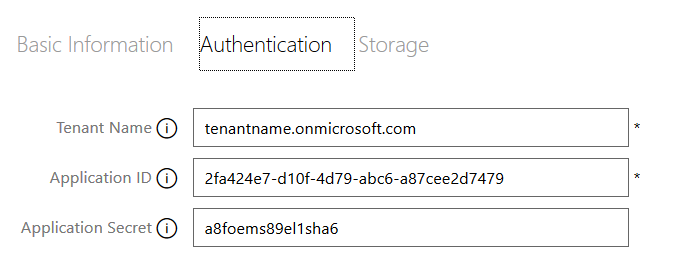 Basic Information Authentication Storage
Tenant Name i tenantname.onmicrosoft.com *
Application ID i 2fa424e7-d10f-4d79-abc6-a87cee2d7479 *
Application Secret i a8foems89el1sha6